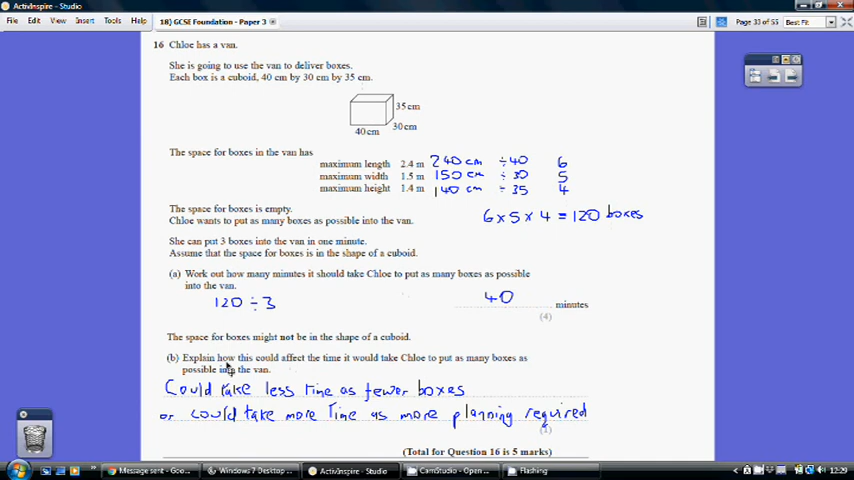 ActivInspire - Studio
File Edit View Insert Tools Help
18) GCSE Foundation - Paper 3
Page 33 of 55
Best Fit
16 Chloe has a van.
She is going to use the van to deliver boxes.
Each box is a cuboid, 40 cm by 30 cm by 35 cm.
35 cm
30 cm
40 cm
The space for boxes in the van has
maximum length 2.4 m 240 cm ÷40 6
maximum width 1.5 m 150 cm ÷30 5
maximum height 1.4 m 140 cm ÷35 4
The space for boxes is empty.
Chloe wants to put as many boxes as possible into the van.
6 x 5 x 4 = 120 boxes
She can put 3 boxes into the van in one minute.
Assume that the space for boxes is in the shape of a cuboid.
(a) Work out how many minutes it should take Chloe to put as many boxes as possible
into the van.
120 ÷ 3
40 minutes
(4)
The space for boxes might not be in the shape of a cuboid.
(b) Explain how this could affect the time it would take Chloe to put as many boxes as
possible into the van.
Could take less time as fewer boxes
or could take more time as more planning required
(1)
(Total for Question 16 is 5 marks)
Message sent - Goo...
Windows 7 Desktop ...
ActivInspire - Studio
CamStudio - Open ...
Flashing
12:29